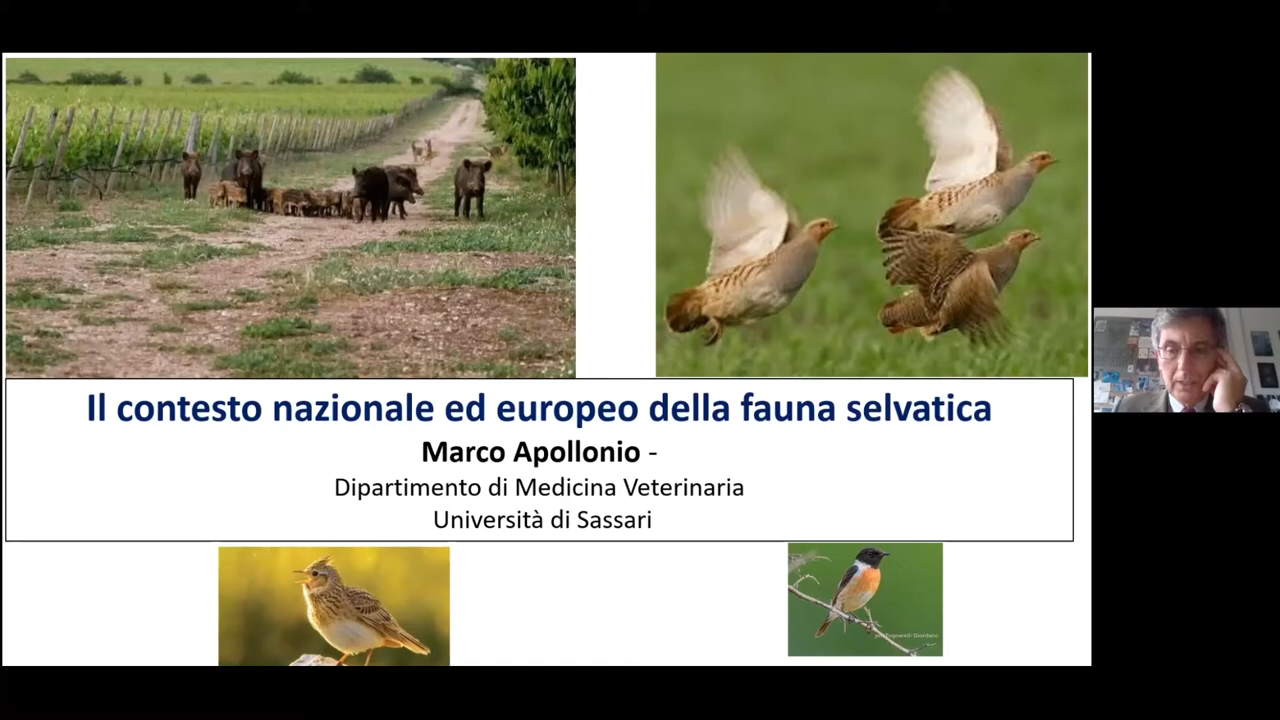 Il contesto nazionale ed europeo della fauna selvatica
Marco Apollonio -
Dipartimento di Medicina Veterinaria
Università di Sassari